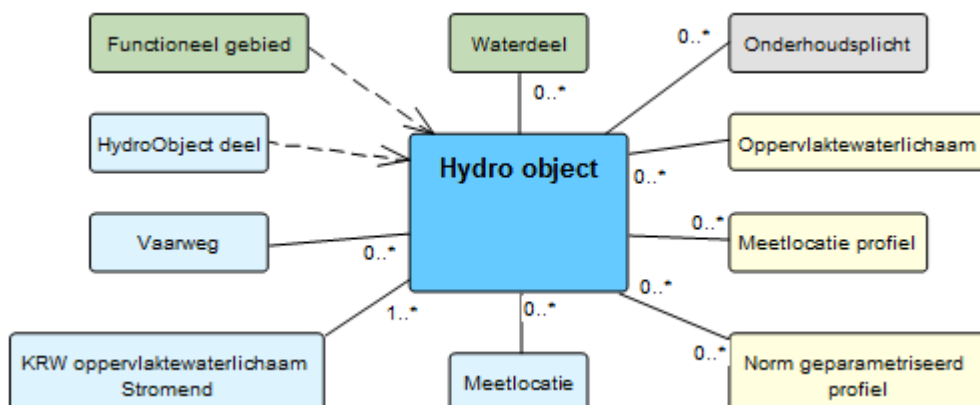 Functioneel gebied
Waterdeel
0..*
Onderhoudsplicht
0..*
HydroObject deel
Hydro object
Oppervlaktewaterlichaam
0..*
Vaarweg
0..*
0..*
Meetlocatie profiel
1..*
0..*
0..*
KRW oppervlaktewaterlichaam
Stromend
Meetlocatie
0..*
Norm geparametriseerd
profiel